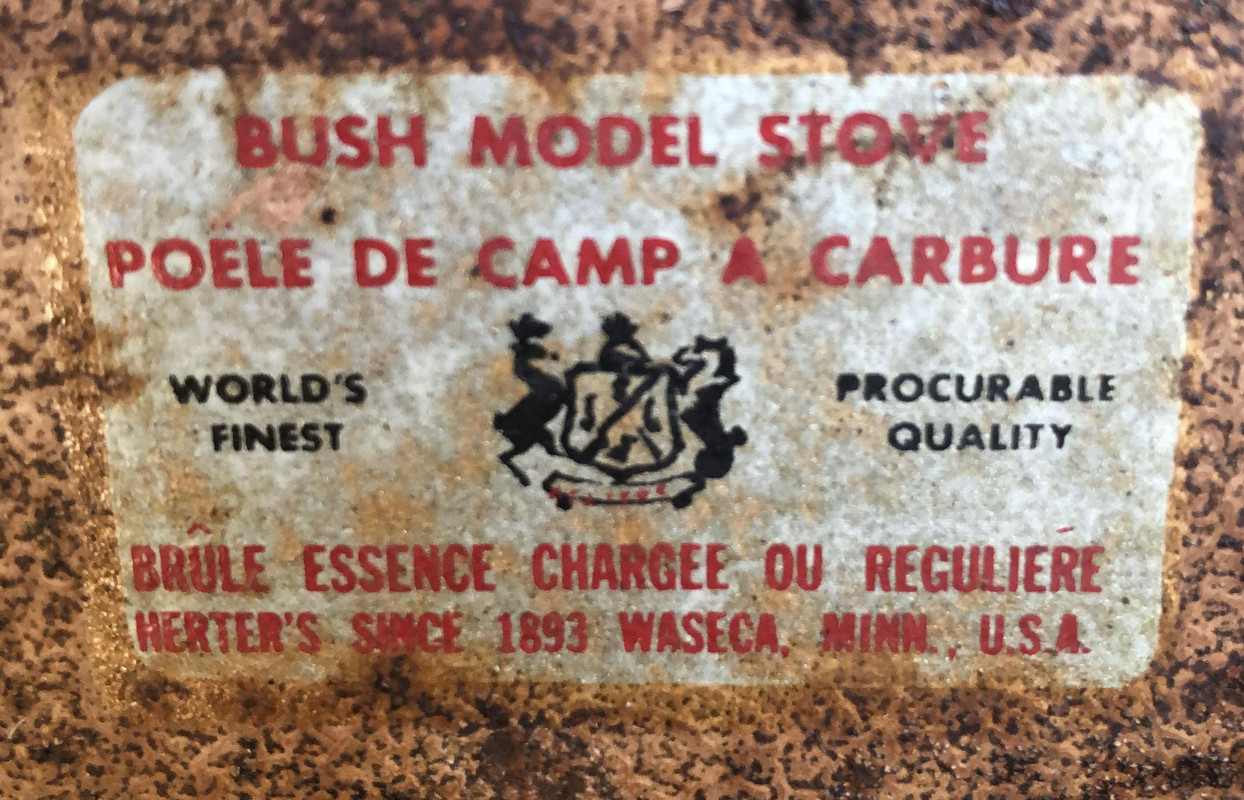 BUSH MODEL STOVE
POËLE DE CAMP A CARBURE
WORLD'S
FINEST
PROCURABLE
QUALITY
BRÛLE ESSENCE CHARGEE OU REGULIERE
HERTER'S SINCE 1893 WASECA, MINN., U.S.A.